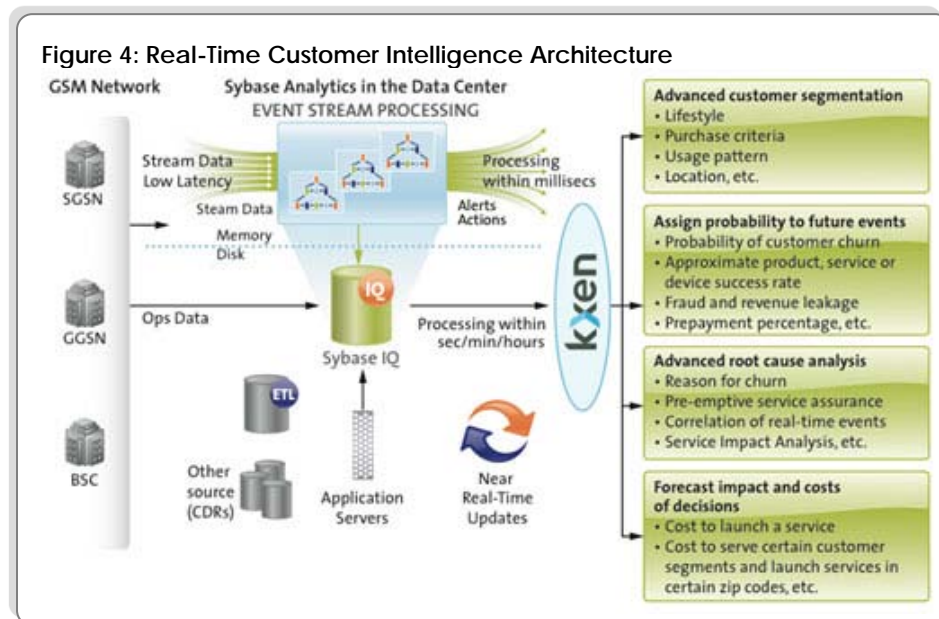 Figure 4: Real-Time Customer Intelligence Architecture
GSM Network
Sybase Analytics in the Data Center
EVENT STREAM PROCESSING
SGSN
GGSN
BSC
Stream Data
Low Latency
Steam Data
Memory
Disk
Processing
within millisecs
Alerts
Actions
Ops Data
IQ
Sybase IQ
Processing within
sec/min/hours
ETL
Other
source
(CDRs)
Application
Servers
Near
Real-Time
Updates
kxen
Advanced customer segmentation
• Lifestyle
• Purchase criteria
• Usage pattern
• Location, etc.
Assign probability to future events
• Probability of customer churn
• Approximate product, service or
device success rate
• Fraud and revenue leakage
• Prepayment percentage, etc.
Advanced root cause analysis
• Reason for churn
• Pre-emptive service assurance
• Correlation of real-time events
• Service Impact Analysis, etc.
Forecast impact and costs
of decisions
• Cost to launch a service
• Cost to serve certain customer
segments and launch services in
certain zip codes, etc.